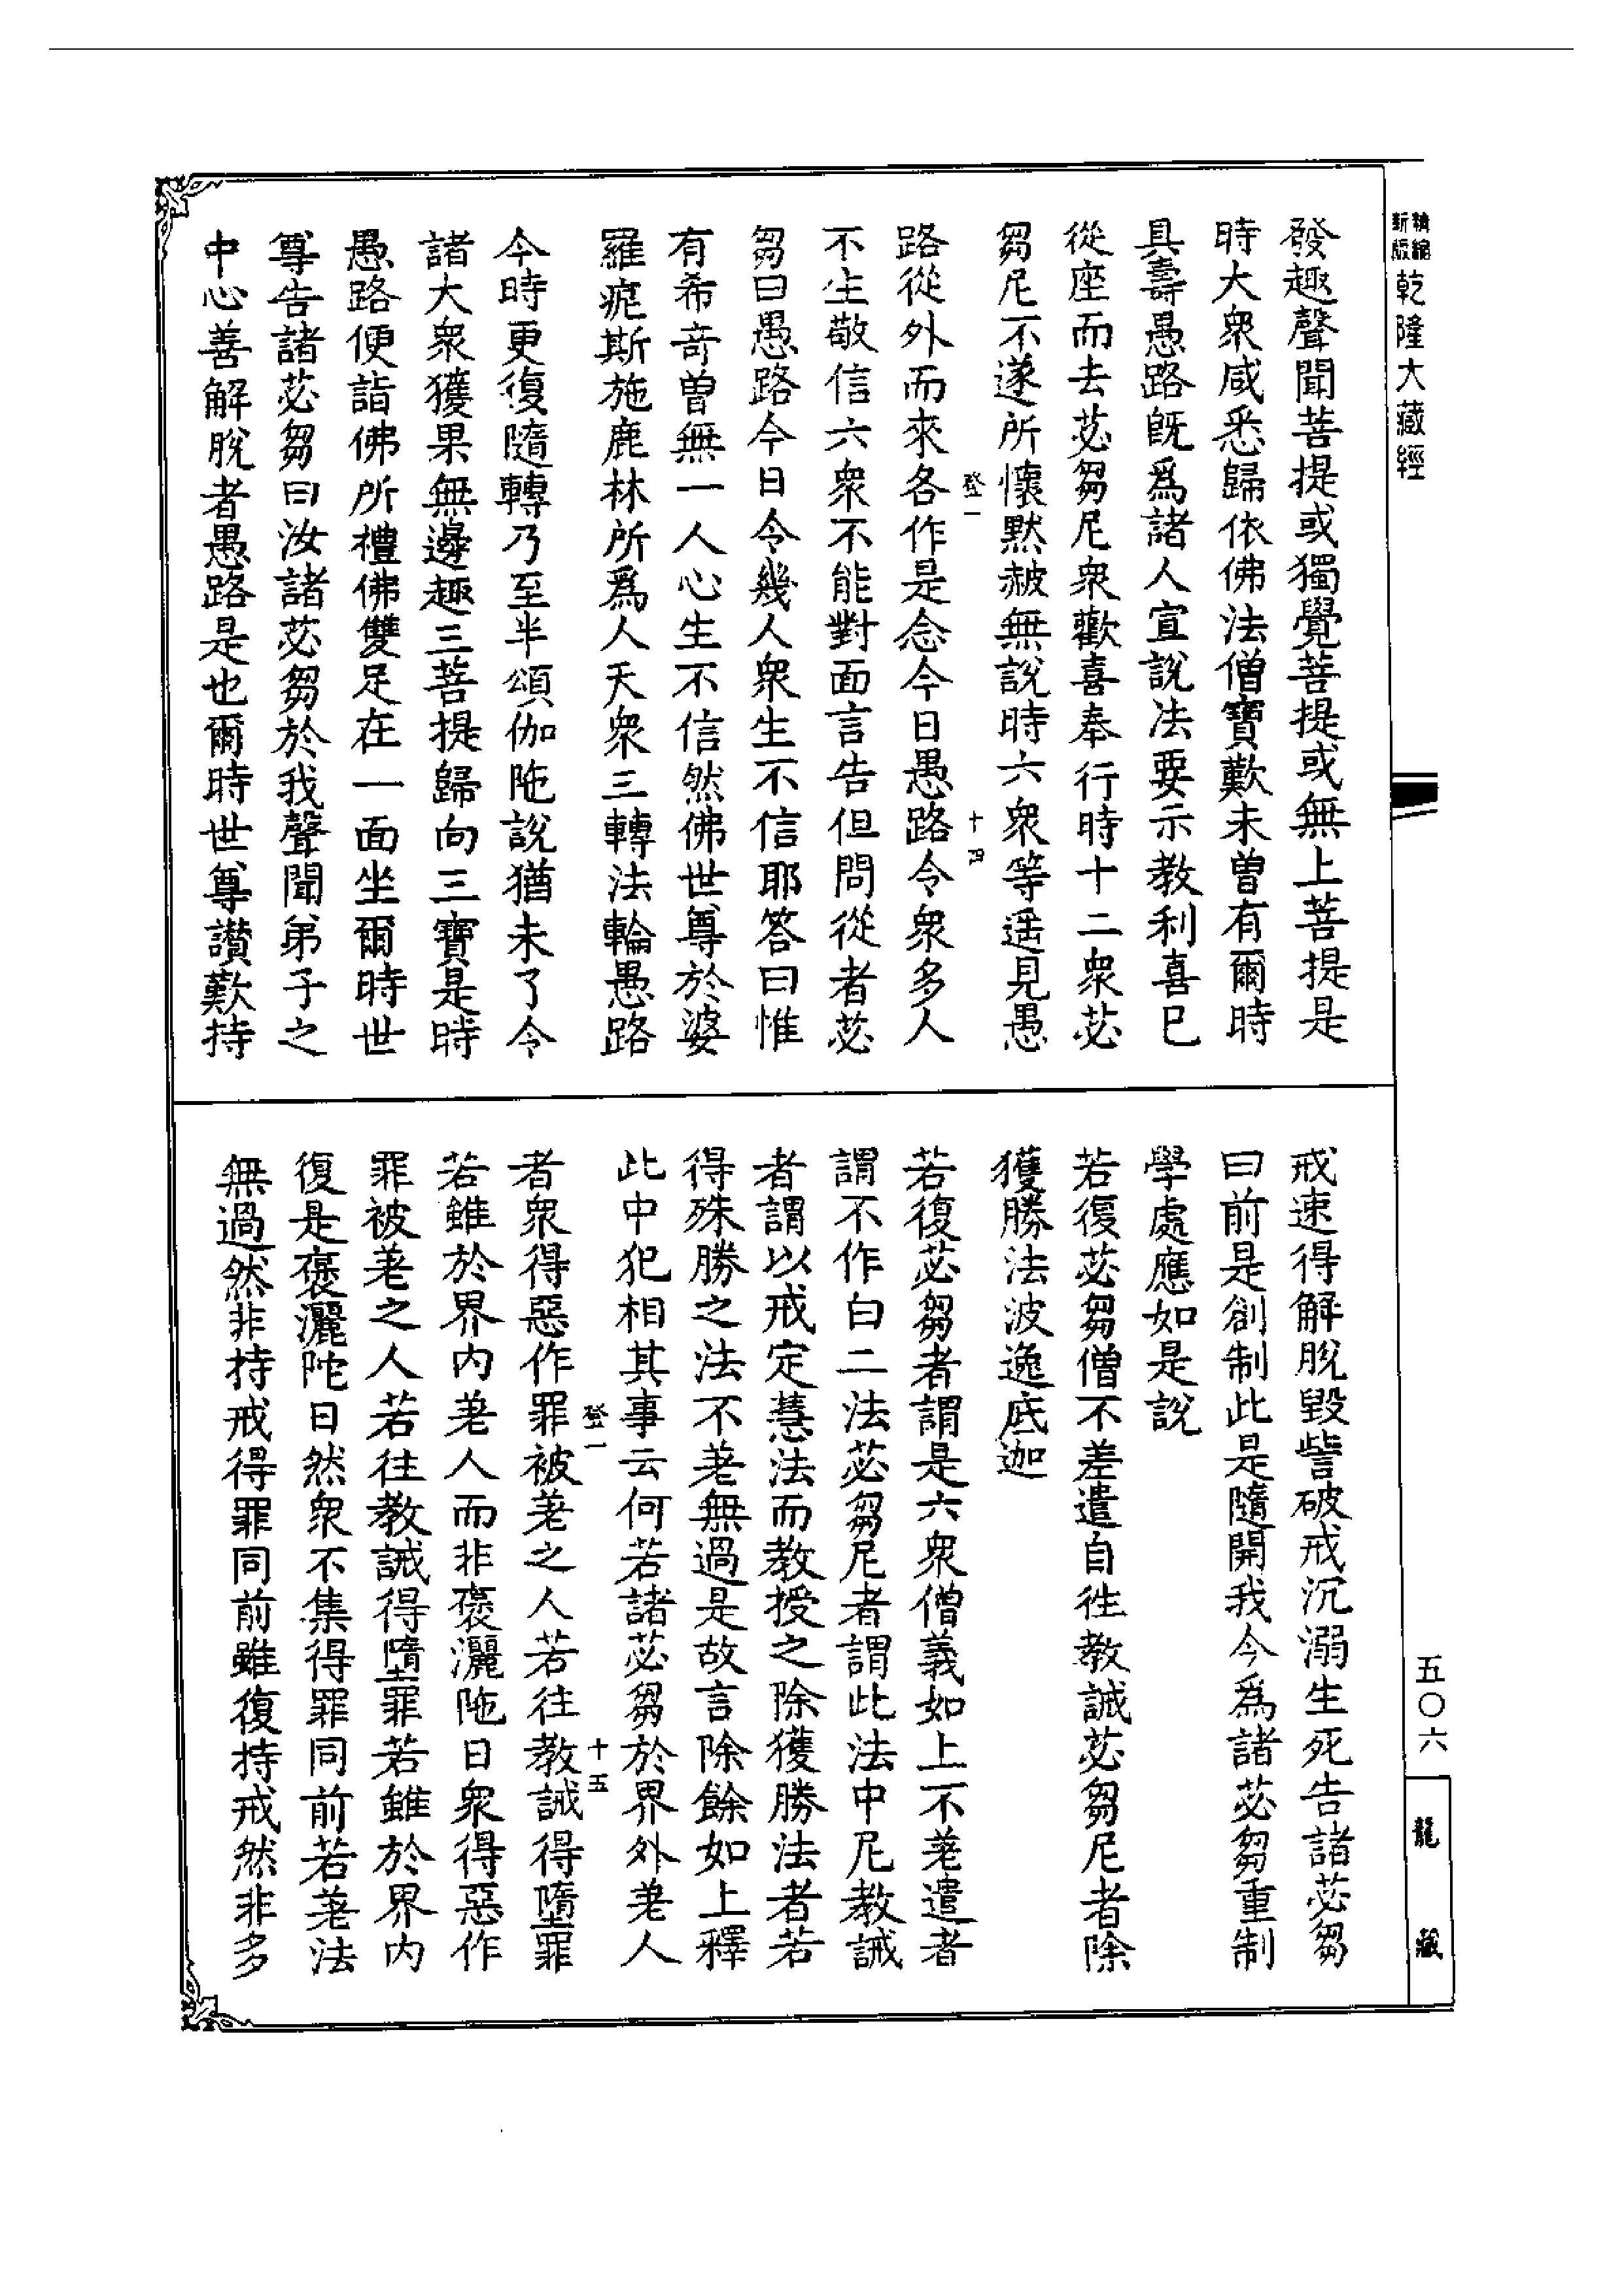 新版
縮編
乾隆大藏經
發趣聲聞菩提或獨覺菩提或無上菩提是
時大衆咸悉歸依佛法僧寶歎未曾有爾時
具壽愚路旣爲諸人宣説法要示教利喜已
從座而去苾芻尼衆歡喜奉行時十二衆苾
芻尼不遂所懷默赧無説時六衆等遥見愚
登一
十四
路從外而來各作是念今日愚路令衆多人
不生敬信六衆不能對面言告但問從者苾
芻曰愚路今日令幾人衆生不信耶答曰惟
有希奇曾無一人心生不信然佛世尊於婆
羅痆斯施鹿林所爲人天衆三轉法輪愚路
今時更復隨轉乃至半頌伽陁説猶未了令
諸大衆獲果無邊趣三菩提歸向三寶是時
愚路便詣佛所禮佛雙足在一面坐爾時世
尊告諸苾芻曰汝諸苾芻於我聲聞弟子之
中心善解脫者愚路是也爾時世尊讃歎持
戒速得解脫毀訾破戒沉溺生死告諸苾芻
曰前是創制此是隨開我今為諸苾芻重制
學處應如是説
若復苾芻僧不差遣自徃教誡苾芻尼者除
獲勝法波逸底迦
若復苾芻者謂是六衆僧義如上不差遣者
謂不作白二法苾芻尼者謂此法中尼教誡
者謂以戒定慧法而教授之除獲勝法者若
得殊勝之法不差無過是故言除餘如上釋
此中犯相其事云何若諸苾芻於界外差人
登一
十五
者衆得惡作罪被差之人若往教誡得墮罪
若雖於界内差人而非褒灑陁日衆得惡作
罪被差之人若往教誡得墮罪若雖於界内
復是褒灑陀日然衆不集得罪同前若差法
無過然非持戒得罪同前雖復持戒然非多
五〇六
龍藏